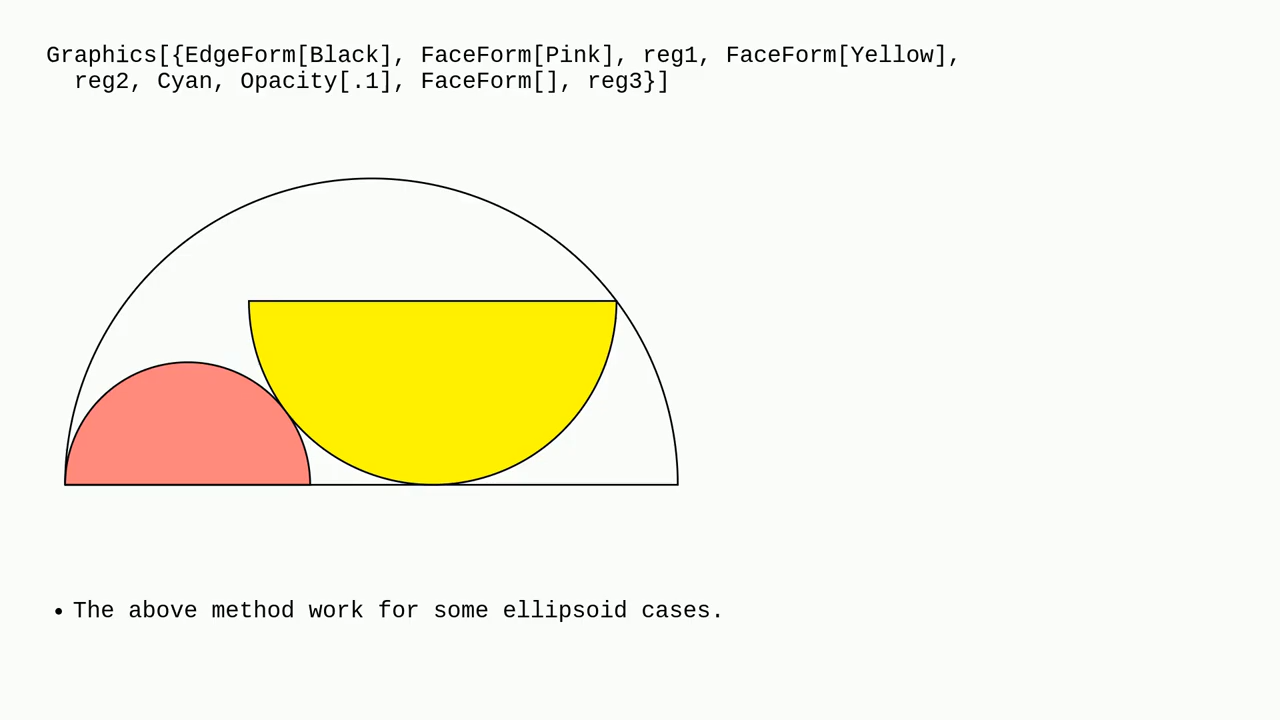 Graphics[{EdgeForm[Black], FaceForm[Pink], reg1, FaceForm[Yellow],
reg2, Cyan, Opacity[.1], FaceForm[], reg3}]
• The above method work for some ellipsoid cases.